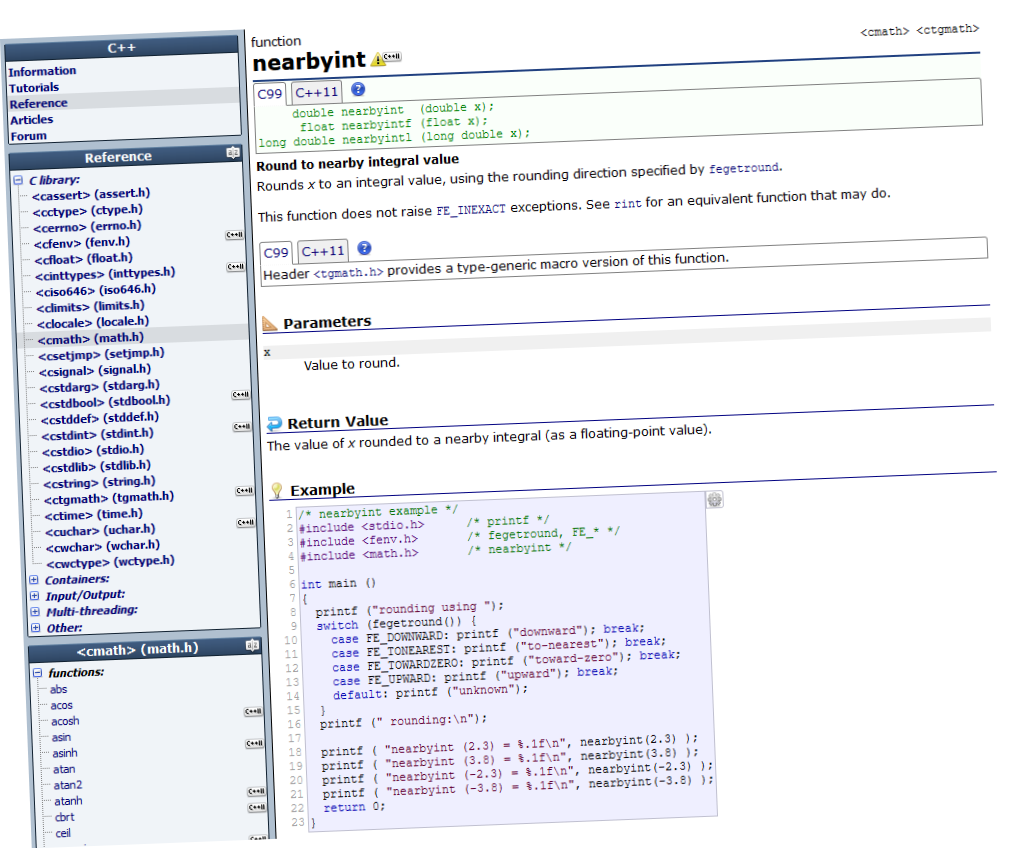 C++
Information
Tutorials
Reference
Articles
Forum
Reference
C library:
<cassert> (assert.h)
<cctype> (ctype.h)
<cerrno> (errno.h)
<cfenv> (fenv.h)
C++11
<cfloat> (float.h)
<cinttypes> (inttypes.h)
C++11
<ciso646> (iso646.h)
<climits> (limits.h)
<clocale> (locale.h)
<cmath> (math.h)
<csetjmp> (setjmp.h)
<csignal> (signal.h)
<cstdarg> (stdarg.h)
<cstdbool> (stdbool.h)
C++11
<cstddef> (stddef.h)
<cstdint> (stdint.h)
C++11
<cstdio> (stdio.h)
<cstdlib> (stdlib.h)
<cstring> (string.h)
<ctgmath> (tgmath.h)
C++11
<ctime> (time.h)
<cuchar> (uchar.h)
C++11
<cwchar> (wchar.h)
<cwctype> (wctype.h)
Containers:
Input/Output:
Multi-threading:
Other:
<cmath> (math.h)
functions:
abs
acos
acosh
C++11
asin
asinh
C++11
atan
atan2
atanh
C++11
cbrt
C++11
ceil
function
<cmath> <ctgmath>
nearbyint C++11
C99 C++11 ?
double nearbyint (double x);
float nearbyintf (float x);
long double nearbyintl (long double x);
Round to nearby integral value
Rounds x to an integral value, using the rounding direction specified by fegetround.
This function does not raise FE_INEXACT exceptions. See rint for an equivalent function that may do.
C99 C++11 ?
Header <tgmath.h> provides a type-generic macro version of this function.
Parameters
x
Value to round.
Return Value
The value of x rounded to a nearby integral (as a floating-point value).
Example
1 /* nearbyint example */
2 #include <stdio.h> /* printf */
3 #include <fenv.h> /* fegetround, FE_* */
4 #include <math.h> /* nearbyint */
5
6 int main ()
7 {
8 printf ("rounding using ");
9 switch (fegetround()) {
10 case FE_DOWNWARD: printf ("downward"); break;
11 case FE_TONEAREST: printf ("to-nearest"); break;
12 case FE_TOWARDZERO: printf ("toward-zero"); break;
13 case FE_UPWARD: printf ("upward"); break;
14 default: printf ("unknown");
15 }
16 printf (" rounding:\n");
17
18 printf ( "nearbyint (2.3) = %.1f\n", nearbyint(2.3) );
19 printf ( "nearbyint (3.8) = %.1f\n", nearbyint(3.8) );
20 printf ( "nearbyint (-2.3) = %.1f\n", nearbyint(-2.3) );
21 printf ( "nearbyint (-3.8) = %.1f\n", nearbyint(-3.8) );
22 return 0;
23 }